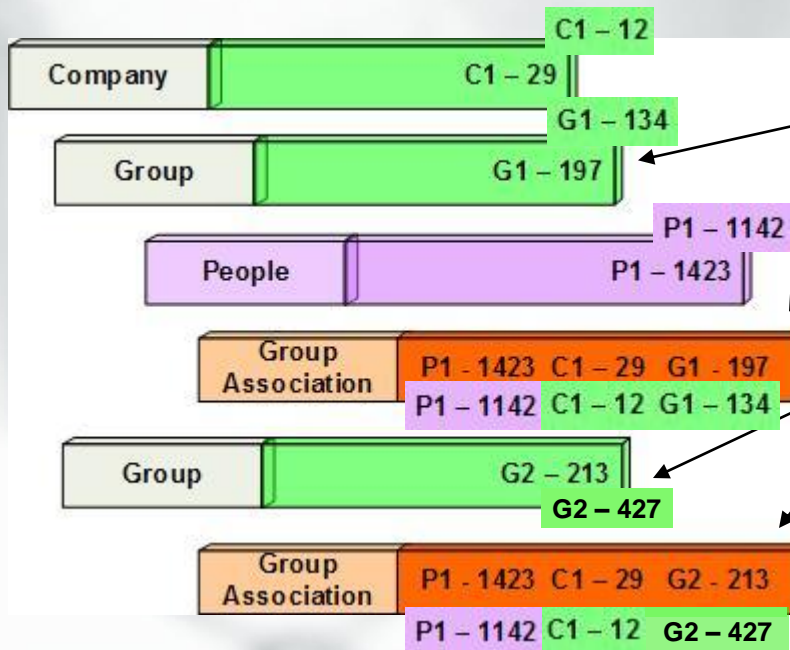 C1 – 12
Company C1 – 29
G1 – 134
Group G1 – 197
P1 – 1142
People P1 – 1423
Group
Association P1 - 1423 C1 – 29 G1 - 197
P1 – 1142 C1 – 12 G1 – 134
Group G2 – 213
G2 – 427
Group
Association P1 - 1423 C1 – 29 G2 - 213
P1 – 1142 C1 – 12 G2 – 427